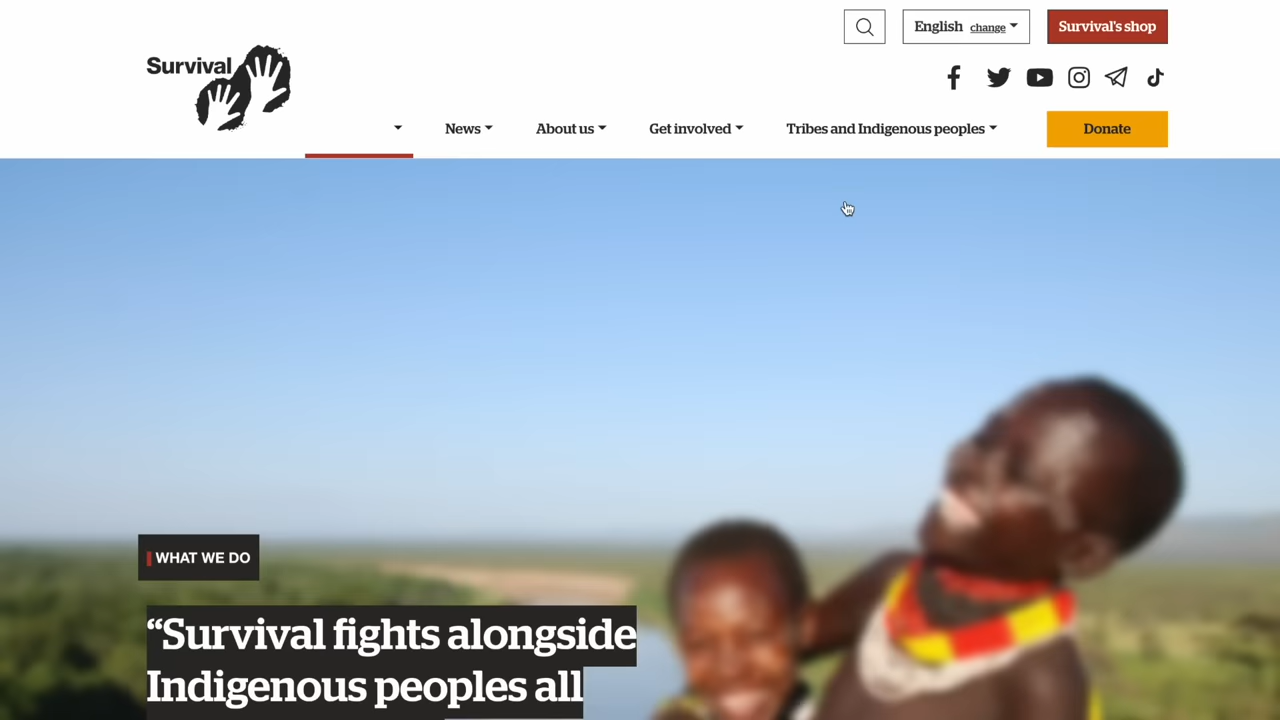 English change
Survival's shop
Survival
News
About us
Get involved
Tribes and Indigenous peoples
Donate
WHAT WE DO
“Survival fights alongside
Indigenous peoples all